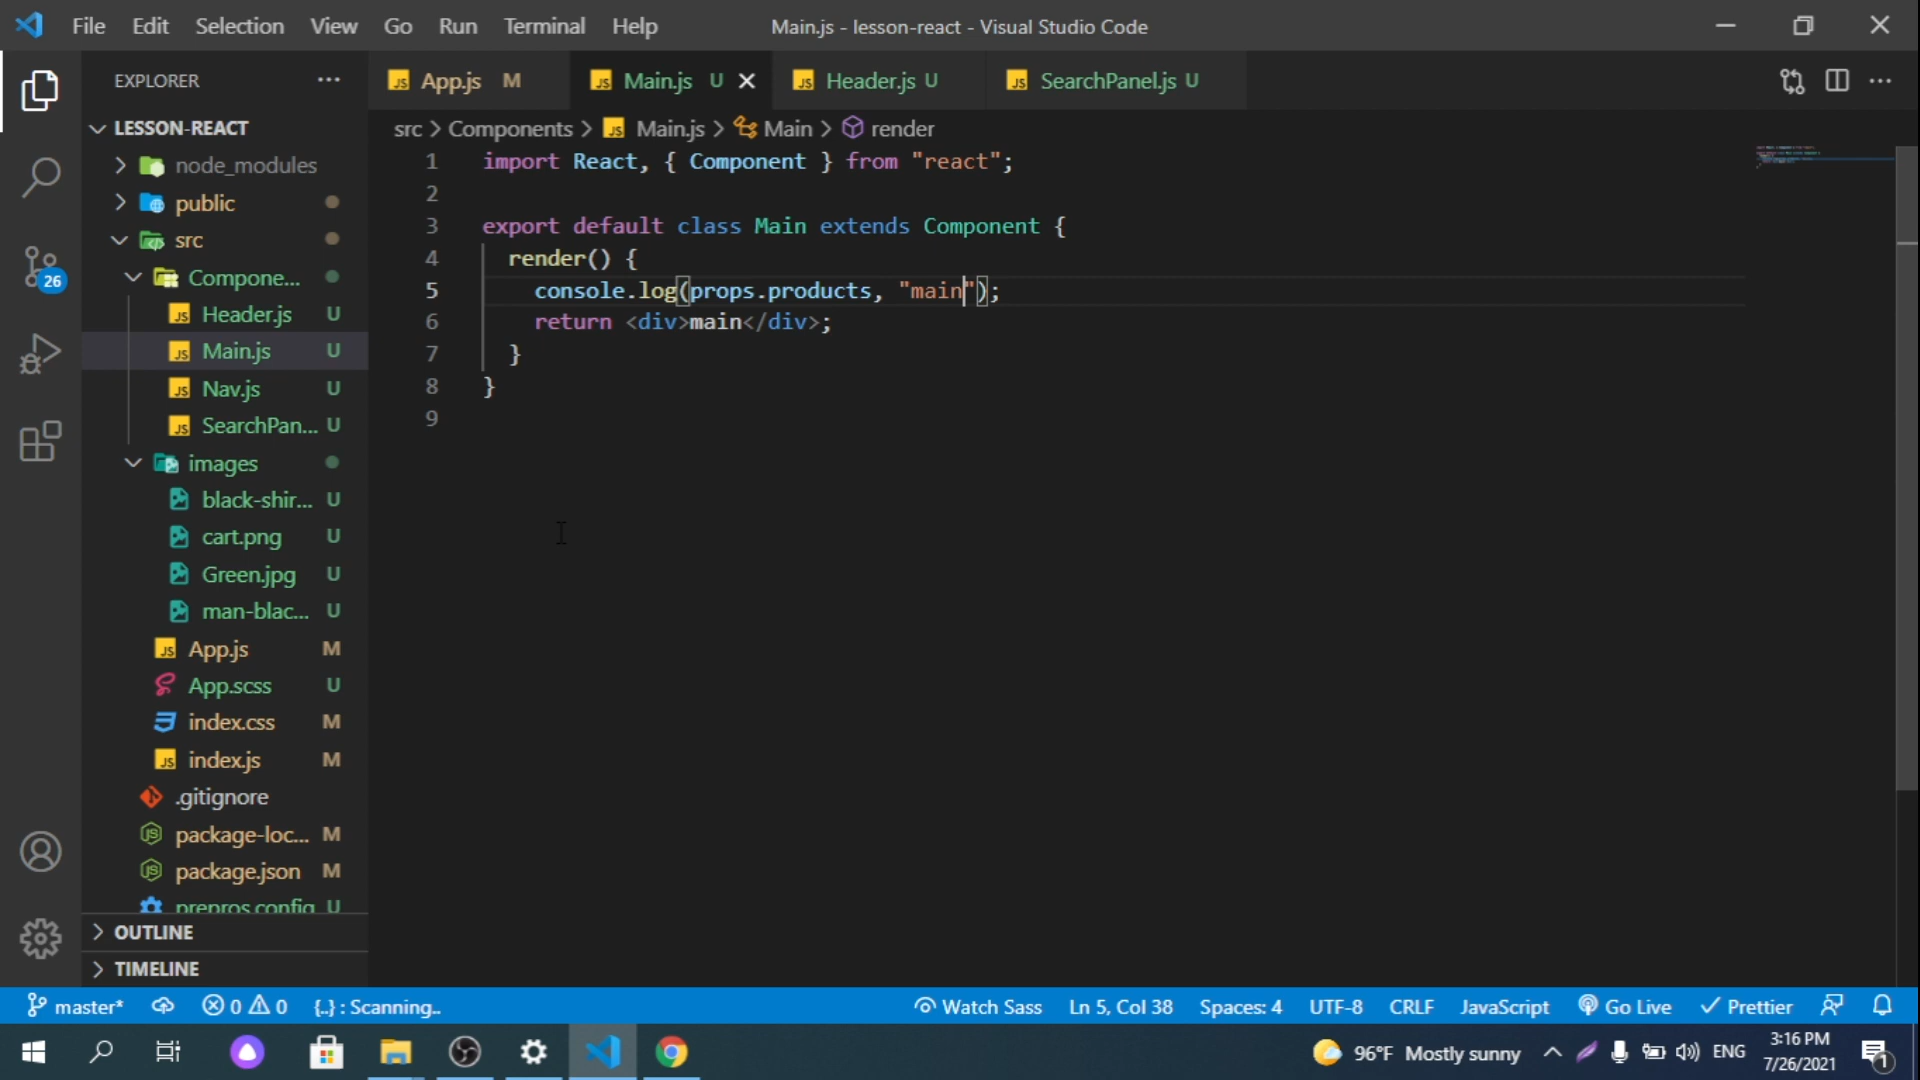 File Edit Selection View Go Run Terminal Help Main.js - lesson-react - Visual Studio Code
EXPLORER
App.js M Main.js U Header.js U SearchPanel.js U
LESSON-REACT
src > Components > Main.js > Main > render
node_modules
public
src
Compone...
Header.js U
Main.js U
Nav.js U
SearchPan... U
images
black-shir... U
cart.png U
Green.jpg U
man-blac... U
App.js M
App.scss U
index.css M
index.js M
.gitignore
package-loc... M
package.json M
prepros.config U
OUTLINE
TIMELINE
26
1 import React, { Component } from "react";
2
3 export default class Main extends Component {
4 render() {
5 console.log(props.products, "main");
6 return <div>main</div>;
7 }
8 }
9
master* 0 0 {..} : Scanning.. Watch Sass Ln 5, Col 38 Spaces: 4 UTF-8 CRLF JavaScript Go Live Prettier
96°F Mostly sunny ENG 3:16 PM
7/26/2021 1